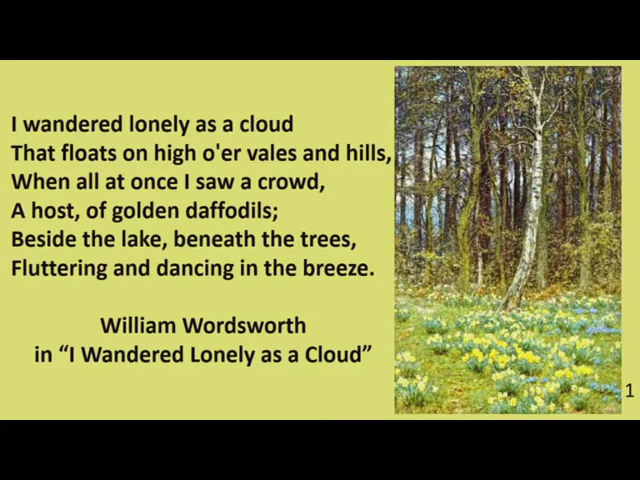 I wandered lonely as a cloud
That floats on high o'er vales and hills,
When all at once I saw a crowd,
A host, of golden daffodils;
Beside the lake, beneath the trees,
Fluttering and dancing in the breeze.
William Wordsworth
in “I Wandered Lonely as a Cloud”
1